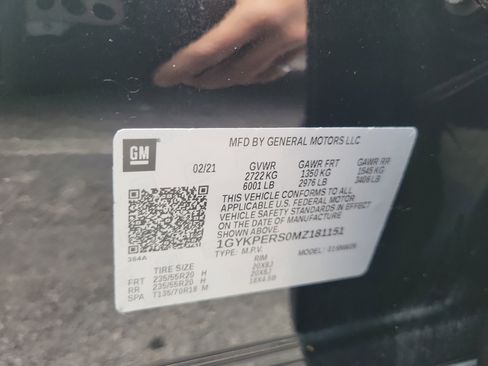 GM
MFD BY GENERAL MOTORS LLC
02/21 GVWR GAWR FRT GAWR RR
2722 KG 1350 KG 1545 KG
6001 LB 2976 LB 3406 LB
THIS VEHICLE CONFORMS TO ALL
APPLICABLE U.S. FEDERAL MOTOR
VEHICLE SAFETY STANDARDS IN EFFECT
ON THE DATE OF MANUFACTURE
SHOWN ABOVE.
1GYKPERS0MZ181151
384A
TYPE: M.P.V. MODEL:
TIRE SIZE RIM
FRT 235/55R20 H 20X8J
RR 235/55R20 H 20X8J
SPA T135/70R18 M 18X4.5B